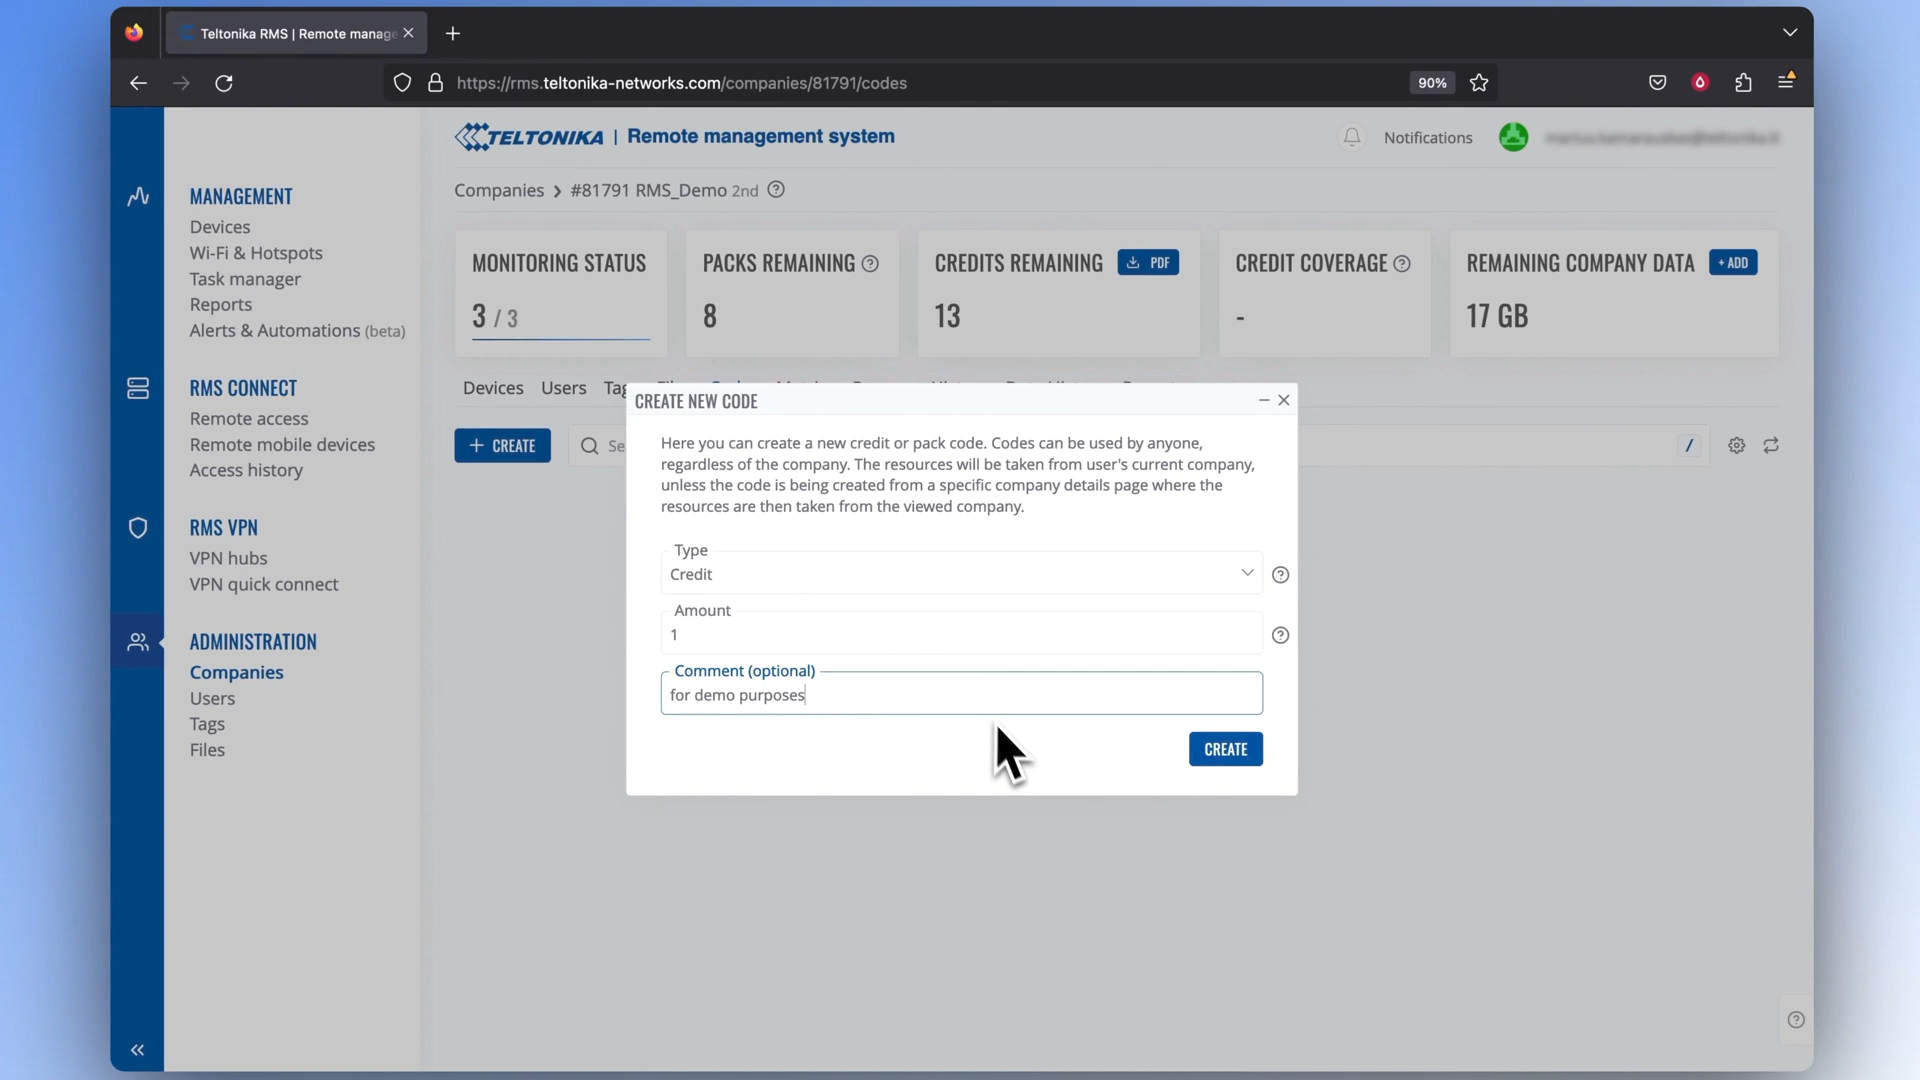 Teltonika RMS | Remote manage
https://rms.teltonika-networks.com/companies/81791/codes
90%
TELTONIKA | Remote management system
Notifications
Companies > #81791 RMS_Demo 2nd
MANAGEMENT
Devices
Wi-Fi & Hotspots
Task manager
Reports
Alerts & Automations (beta)
RMS CONNECT
Remote access
Remote mobile devices
Access history
RMS VPN
VPN hubs
VPN quick connect
ADMINISTRATION
Companies
Users
Tags
Files
MONITORING STATUS
3 / 3
PACKS REMAINING
8
CREDITS REMAINING
PDF
13
CREDIT COVERAGE
-
REMAINING COMPANY DATA
+ ADD
17 GB
Devices Users
+ CREATE
/
CREATE NEW CODE
Here you can create a new credit or pack code. Codes can be used by anyone,
regardless of the company. The resources will be taken from user's current company,
unless the code is being created from a specific company details page where the
resources are then taken from the viewed company.
Type
Credit
Amount
1
Comment (optional)
for demo purposes
CREATE